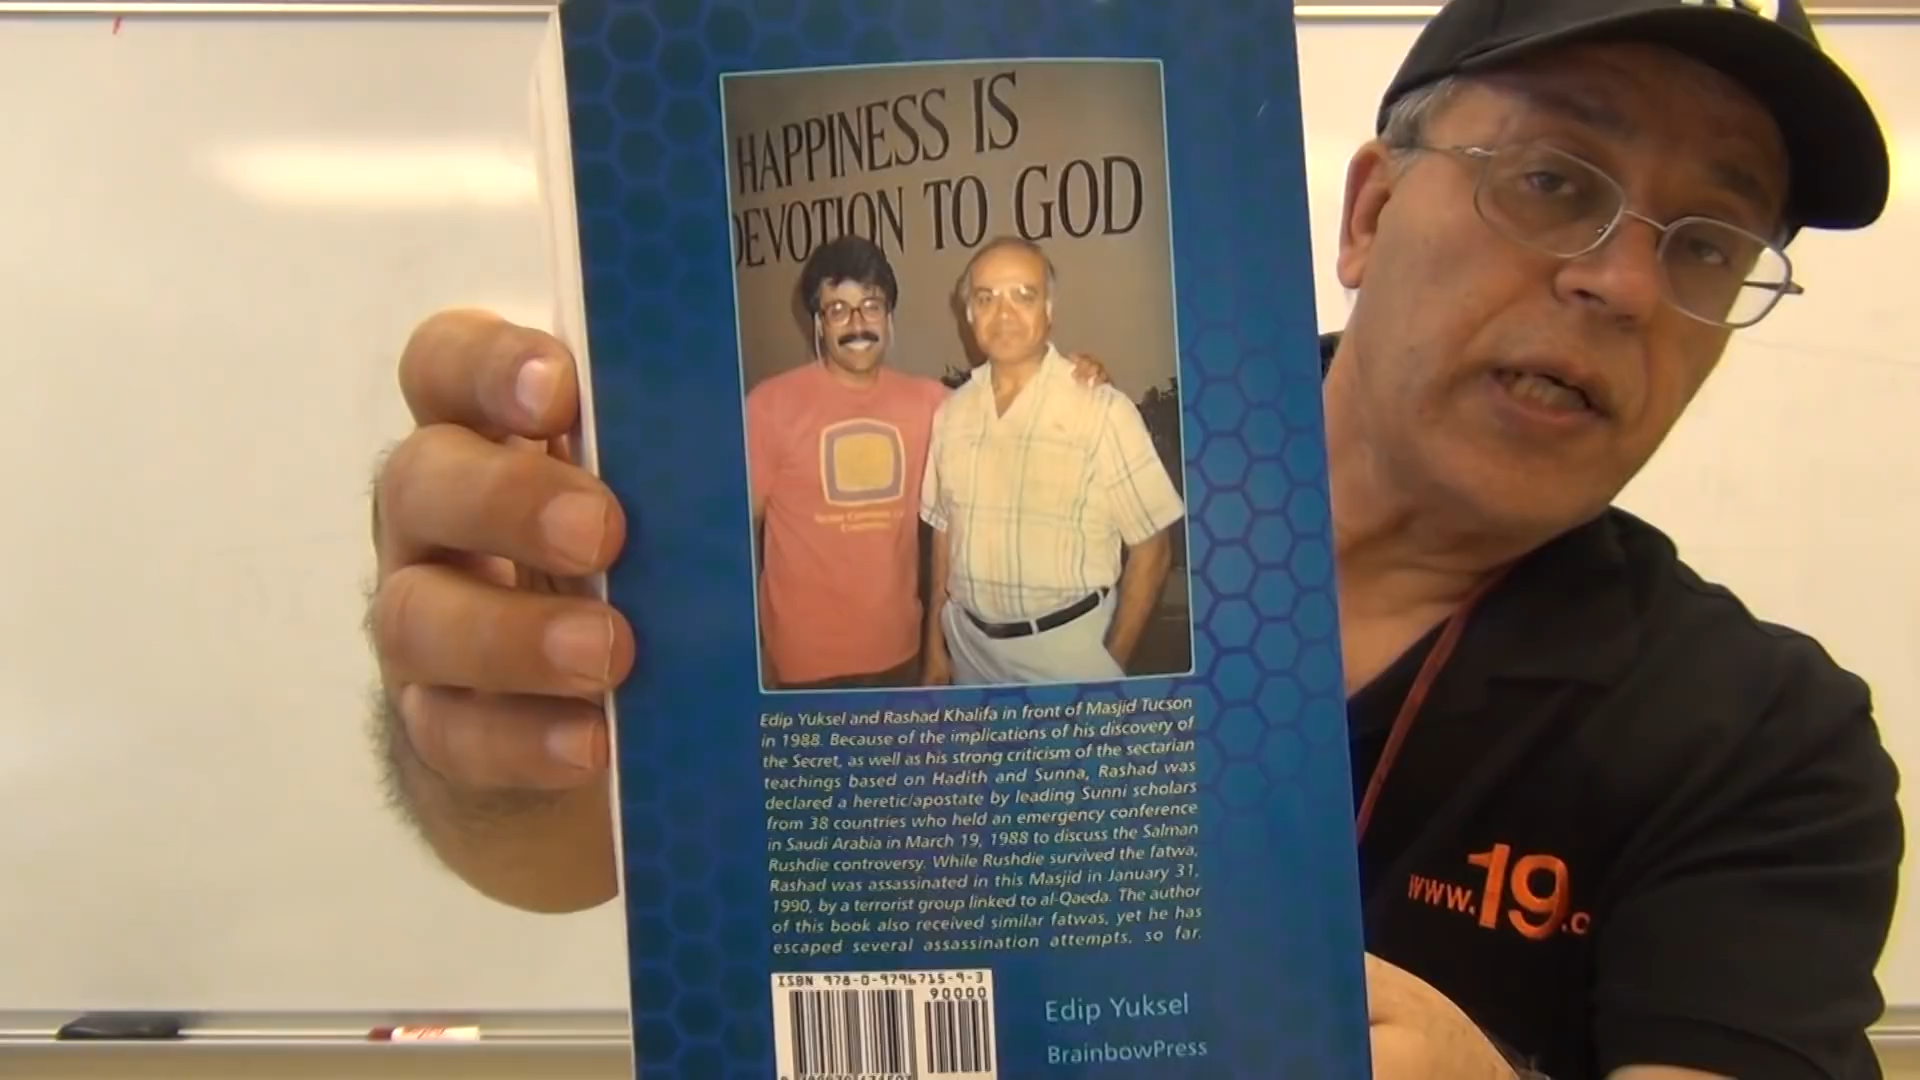 HAPPINESS IS
DEVOTION TO GOD
Edip Yuksel and Rashad Khalifa in front of Masjid Tucson
in 1988. Because of the implications of his discovery of
the Secret, as well as his strong criticism of the sectarian
teachings based on Hadith and Sunna, Rashad was
declared a heretic/apostate by leading Sunni scholars
from 38 countries who held an emergency conference
in Saudi Arabia in March 19, 1988 to discuss the Salman
Rushdie controversy. While Rushdie survived the fatwa,
Rashad was assassinated in this Masjid in January 31,
1990, by a terrorist group linked to al-Qaeda. The author
of this book also received similar fatwas, yet he has
escaped several assassination attempts, so far.
ISBN 978-0-9796715-9-3
90000
Edip Yuksel
BrainbowPress
www.19.c